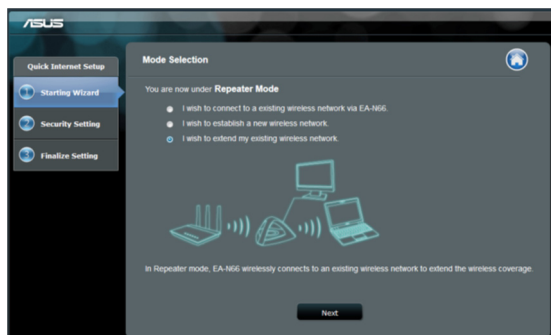 ASUS
Quick Internet Setup
1 Starting Wizard
2 Security Setting
3 Finalize Setting
Mode Selection
You are now under Repeater Mode
I wish to connect to a existing wireless network via EA-N66.
I wish to establish a new wireless network.
I wish to extend my existing wireless network.
In Repeater mode, EA-N66 wirelessly connects to an existing wireless network to extend the wireless coverage.
Next